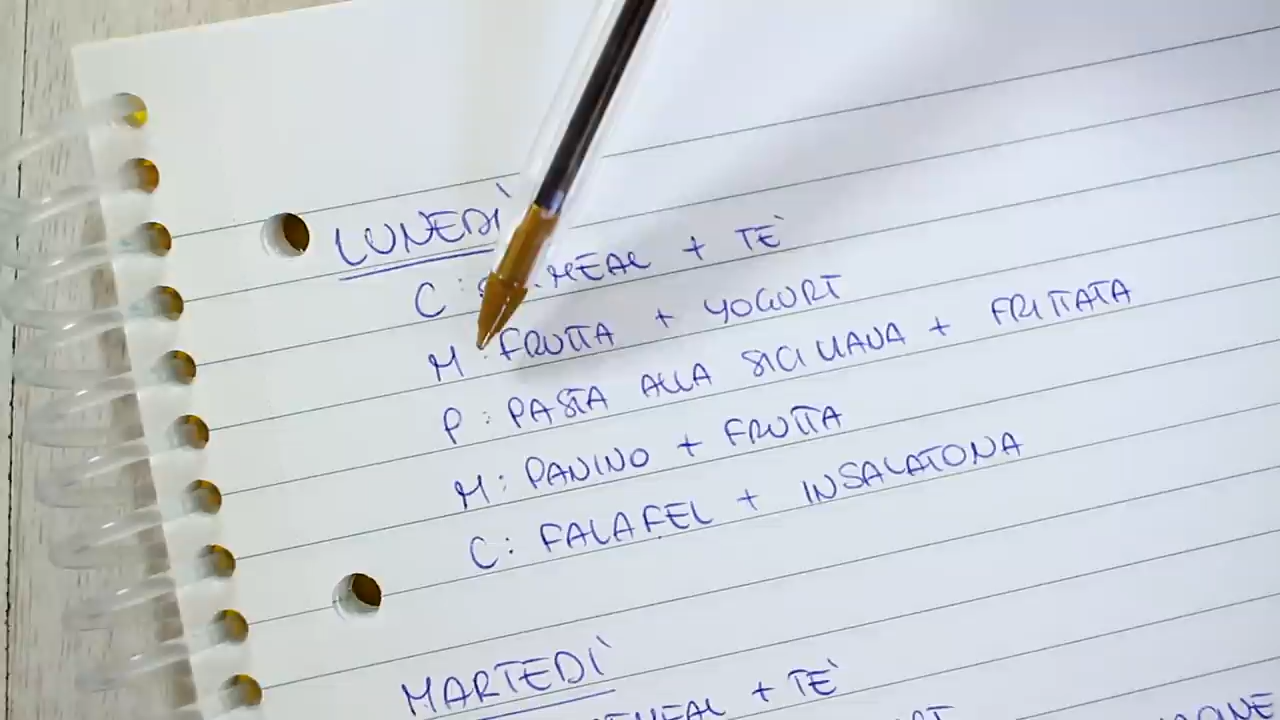 LUNEDÌ
C: + TÈ
M: FRUTTA + YOGURT
P: PASTA ALLA SICILIANA + FRITTATA
M: PANINO + FRUTTA
C: FALAFEL + INSALATONA
MARTEDÌ
+ TÈ